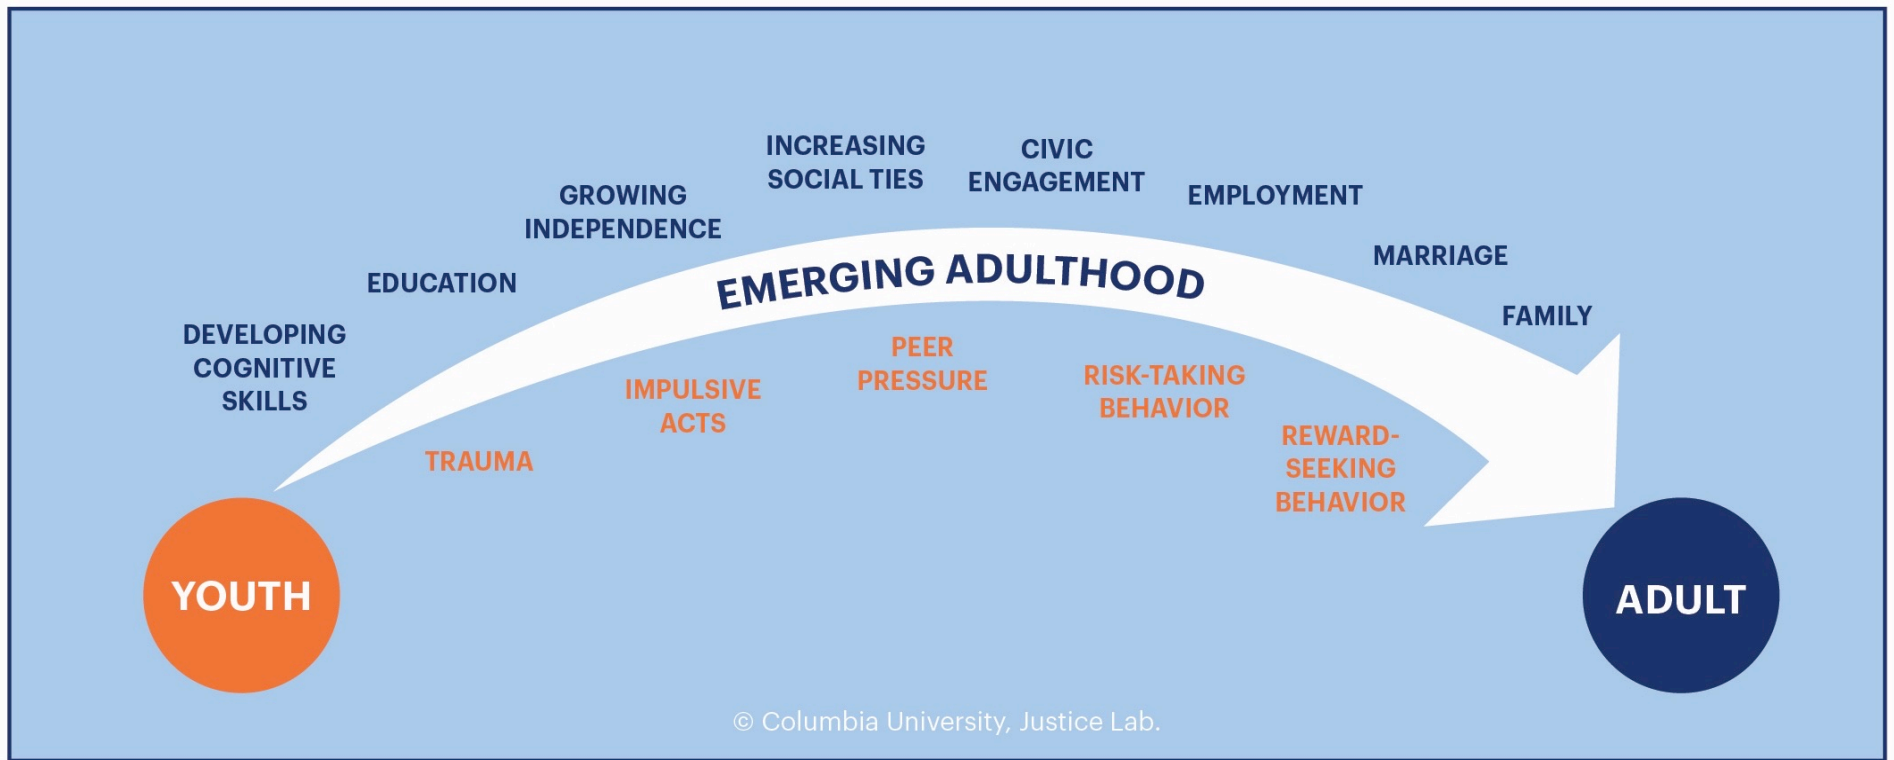 DEVELOPING
COGNITIVE
SKILLS
EDUCATION
GROWING
INDEPENDENCE
INCREASING
SOCIAL TIES
CIVIC
ENGAGEMENT
EMPLOYMENT
MARRIAGE
FAMILY
EMERGING ADULTHOOD
TRAUMA
IMPULSIVE
ACTS
PEER
PRESSURE
RISK-TAKING
BEHAVIOR
REWARD-
SEEKING
BEHAVIOR
YOUTH
ADULT
© Columbia University, Justice Lab.